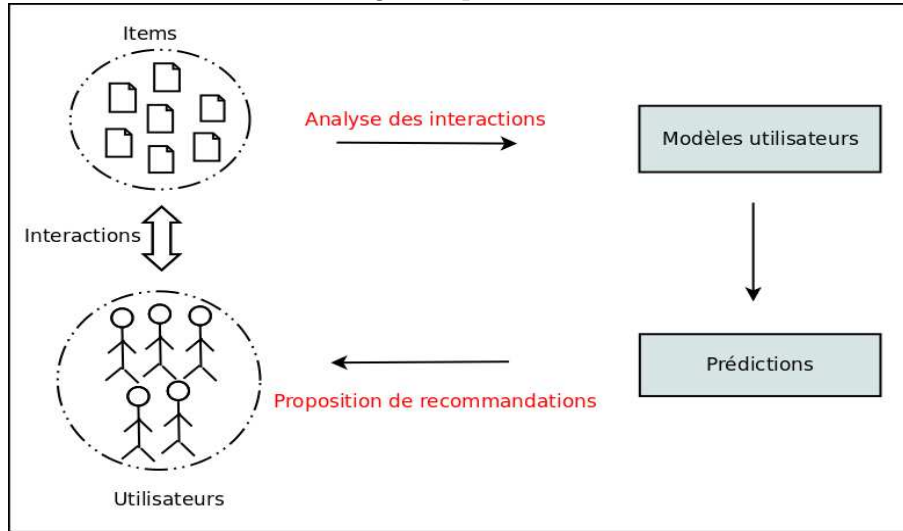 Items
Analyse des interactions
Modèles utilisateurs
Interactions
Prédictions
Proposition de recommandations
Utilisateurs